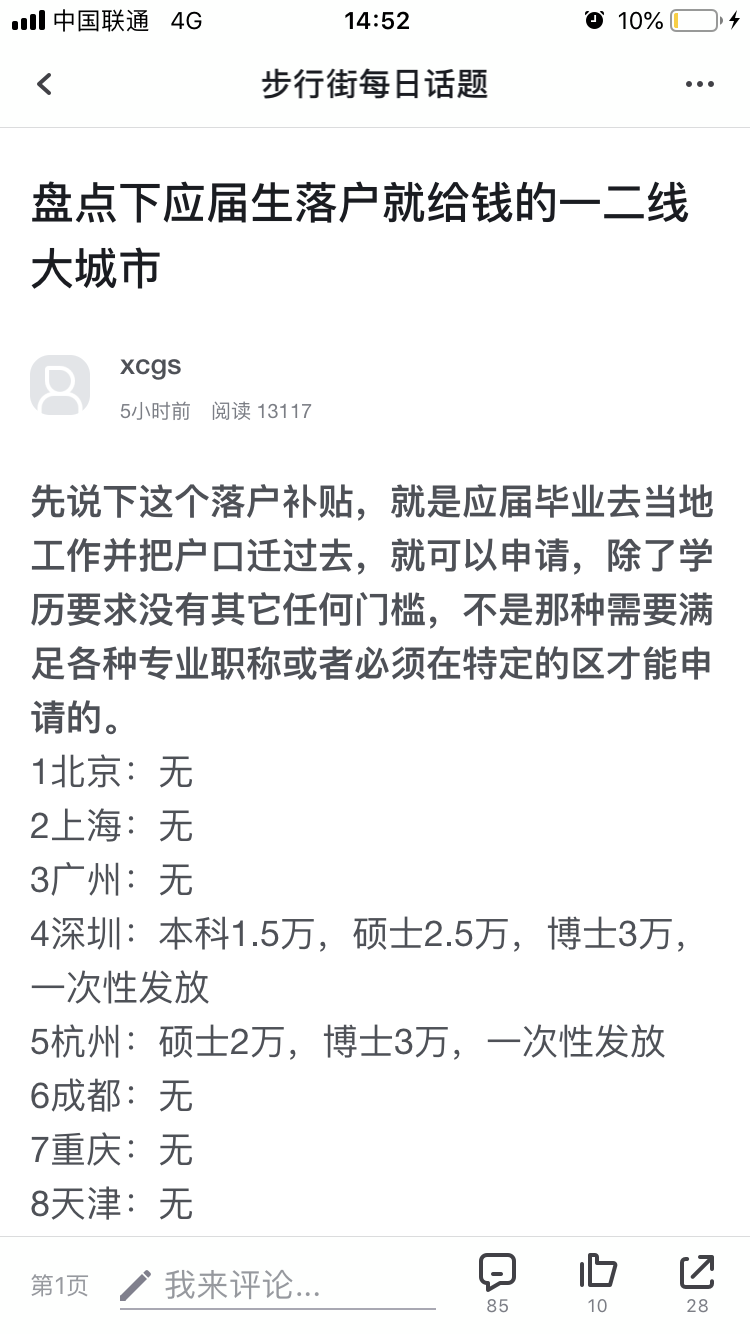 中国联通 4G 14:52 10%
步行街每日话题
盘点下应届生落户就给钱的一二线
大城市
xcgs
5小时前 阅读 13117
先说下这个落户补贴，就是应届毕业去当地
工作并把户口迁过去，就可以申请，除了学
历要求没有其它任何门槛，不是那种需要满
足各种专业职称或者必须在特定的区才能申
请的。
1北京：无
2上海：无
3广州：无
4深圳：本科1.5万，硕士2.5万，博士3万，
一次性发放
5杭州：硕士2万，博士3万，一次性发放
6成都：无
7重庆：无
8天津：无
第1页 我来评论... 85 10 28